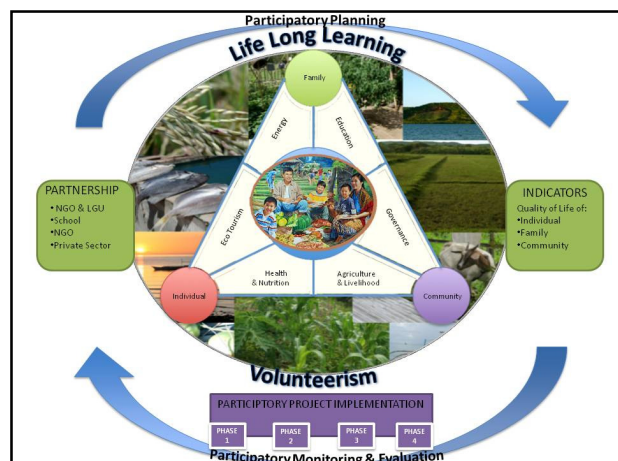 Participatory Planning
Life Long Learning
Family
Energy
Education
Eco Tourism
Governance
Health
& Nutrition
Agriculture
& Livelihood
Individual
Community
PARTNERSHIP
•NGO & LGU
•School
•NGO
•Private Sector
INDICATORS
Quality of Life of:
•Individual
•Family
•Community
Volunteerism
PARTICIPTORY PROJECT IMPLEMENTATION
PHASE
1
PHASE
2
PHASE
3
PHASE
4
Participatory Monitoring & Evaluation